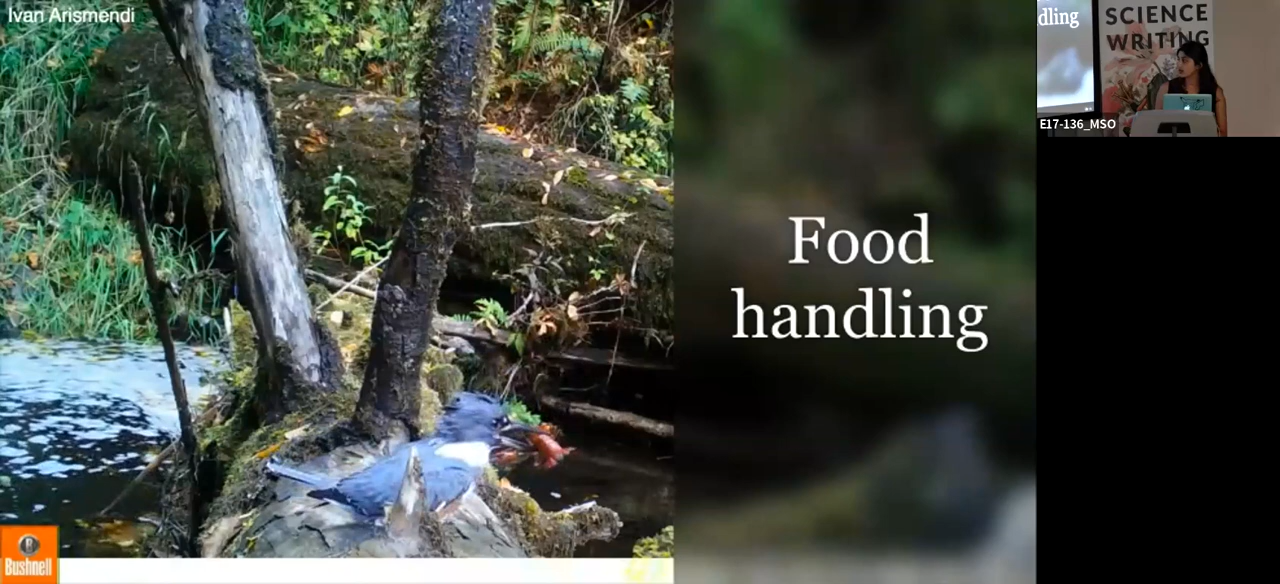 Ivan Arismendi
Food
handling
B
Bushnell
dling
SCIENCE
WRITING
E17-136_MSO